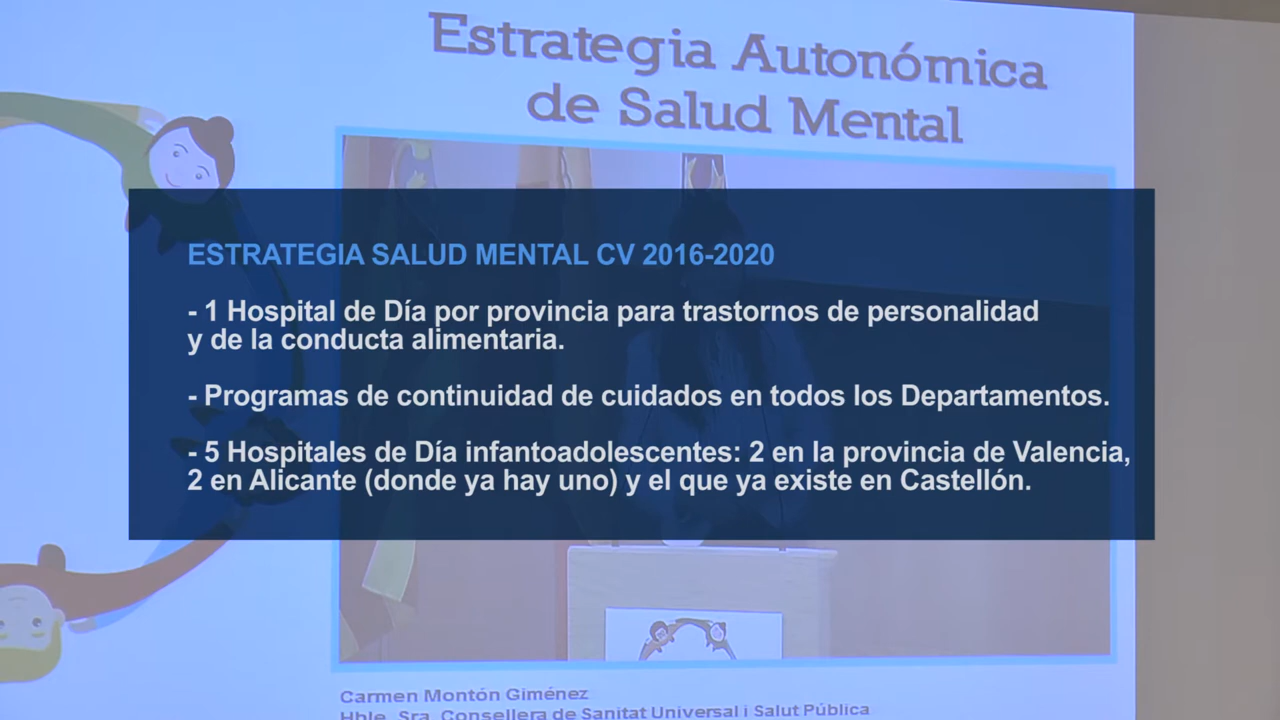 Estrategia Autonómica
de Salud Mental
ESTRATEGIA SALUD MENTAL CV 2016-2020
- 1 Hospital de Día por provincia para trastornos de personalidad
y de la conducta alimentaria.
- Programas de continuidad de cuidados en todos los Departamentos.
- 5 Hospitales de Día infantoadolescentes: 2 en la provincia de Valencia,
2 en Alicante (donde ya hay uno) y el que ya existe en Castellón.
Carmen Montón Giménez
Hble. Sra. Consellera de Sanitat Universal i Salut Pública